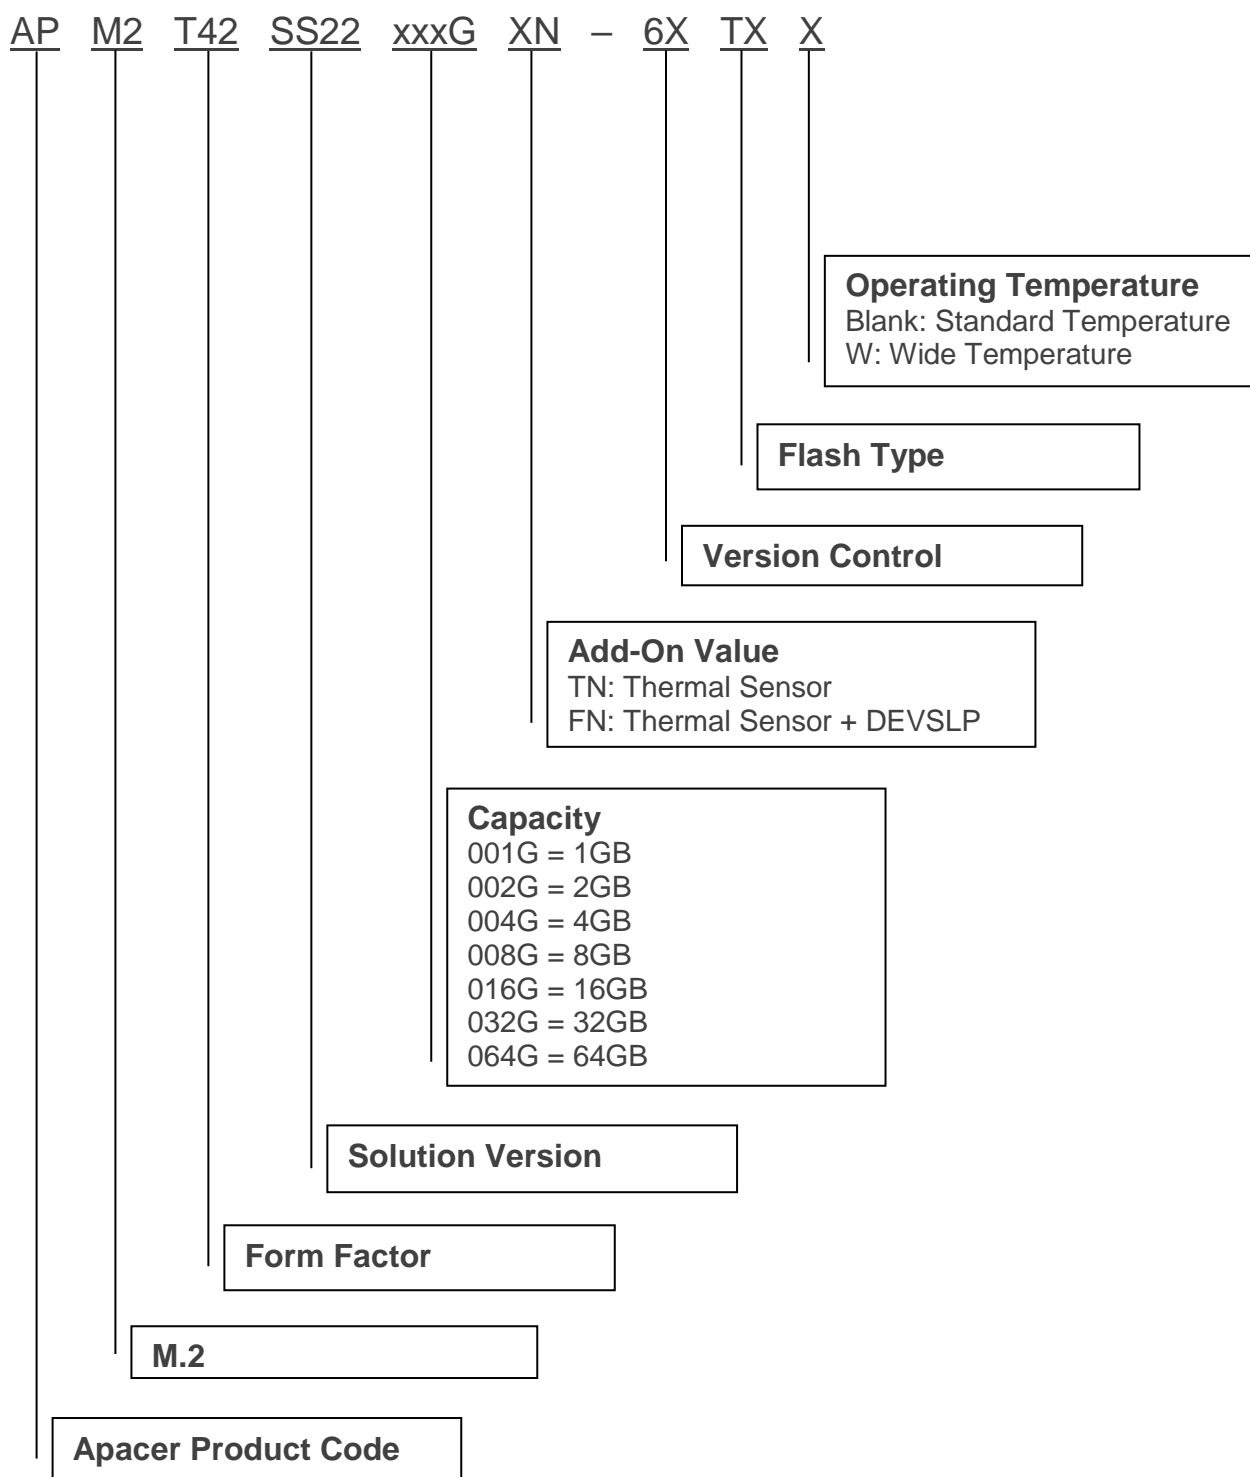 AP M2 T42 SS22 xxxG XN – 6X TX X
Operating Temperature
Blank: Standard Temperature
W: Wide Temperature
Flash Type
Version Control
Add-On Value
TN: Thermal Sensor
FN: Thermal Sensor + DEVSLP
Capacity
001G = 1GB
002G = 2GB
004G = 4GB
008G = 8GB
016G = 16GB
032G = 32GB
064G = 64GB
Solution Version
Form Factor
M.2
Apacer Product Code